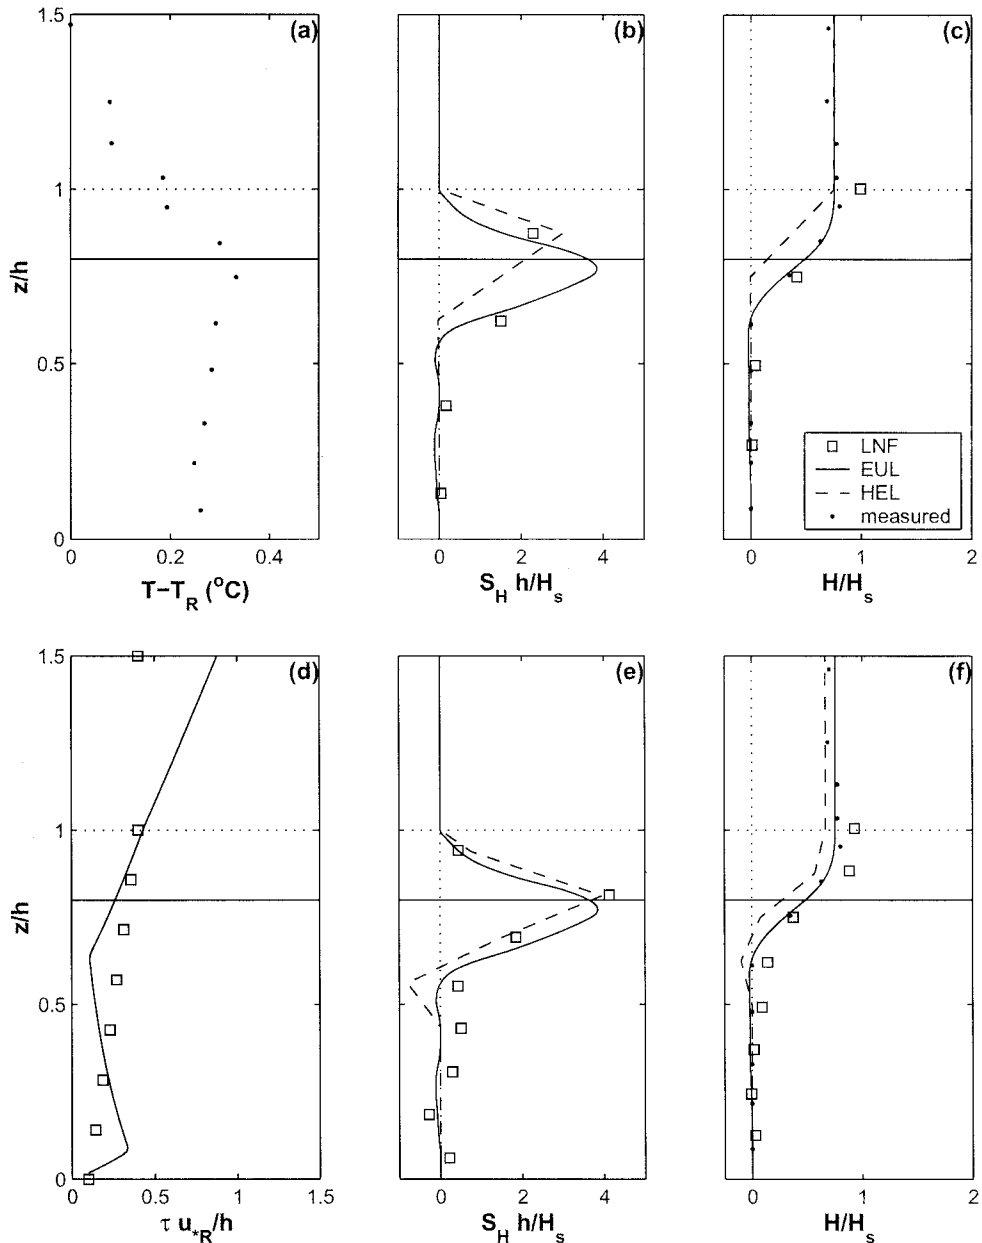 (a)
(b)
(c)
1.5
1
0.5
0
z/h
0 0.2 0.4
T−T_R (°C)
0 2 4
S_H h/H_s
0 1 2
H/H_s
LNF
EUL
HEL
measured
(d)
(e)
(f)
1.5
1
0.5
0
z/h
0 0.5 1 1.5
τ u_*R/h
0 2 4
S_H h/H_s
0 1 2
H/H_s